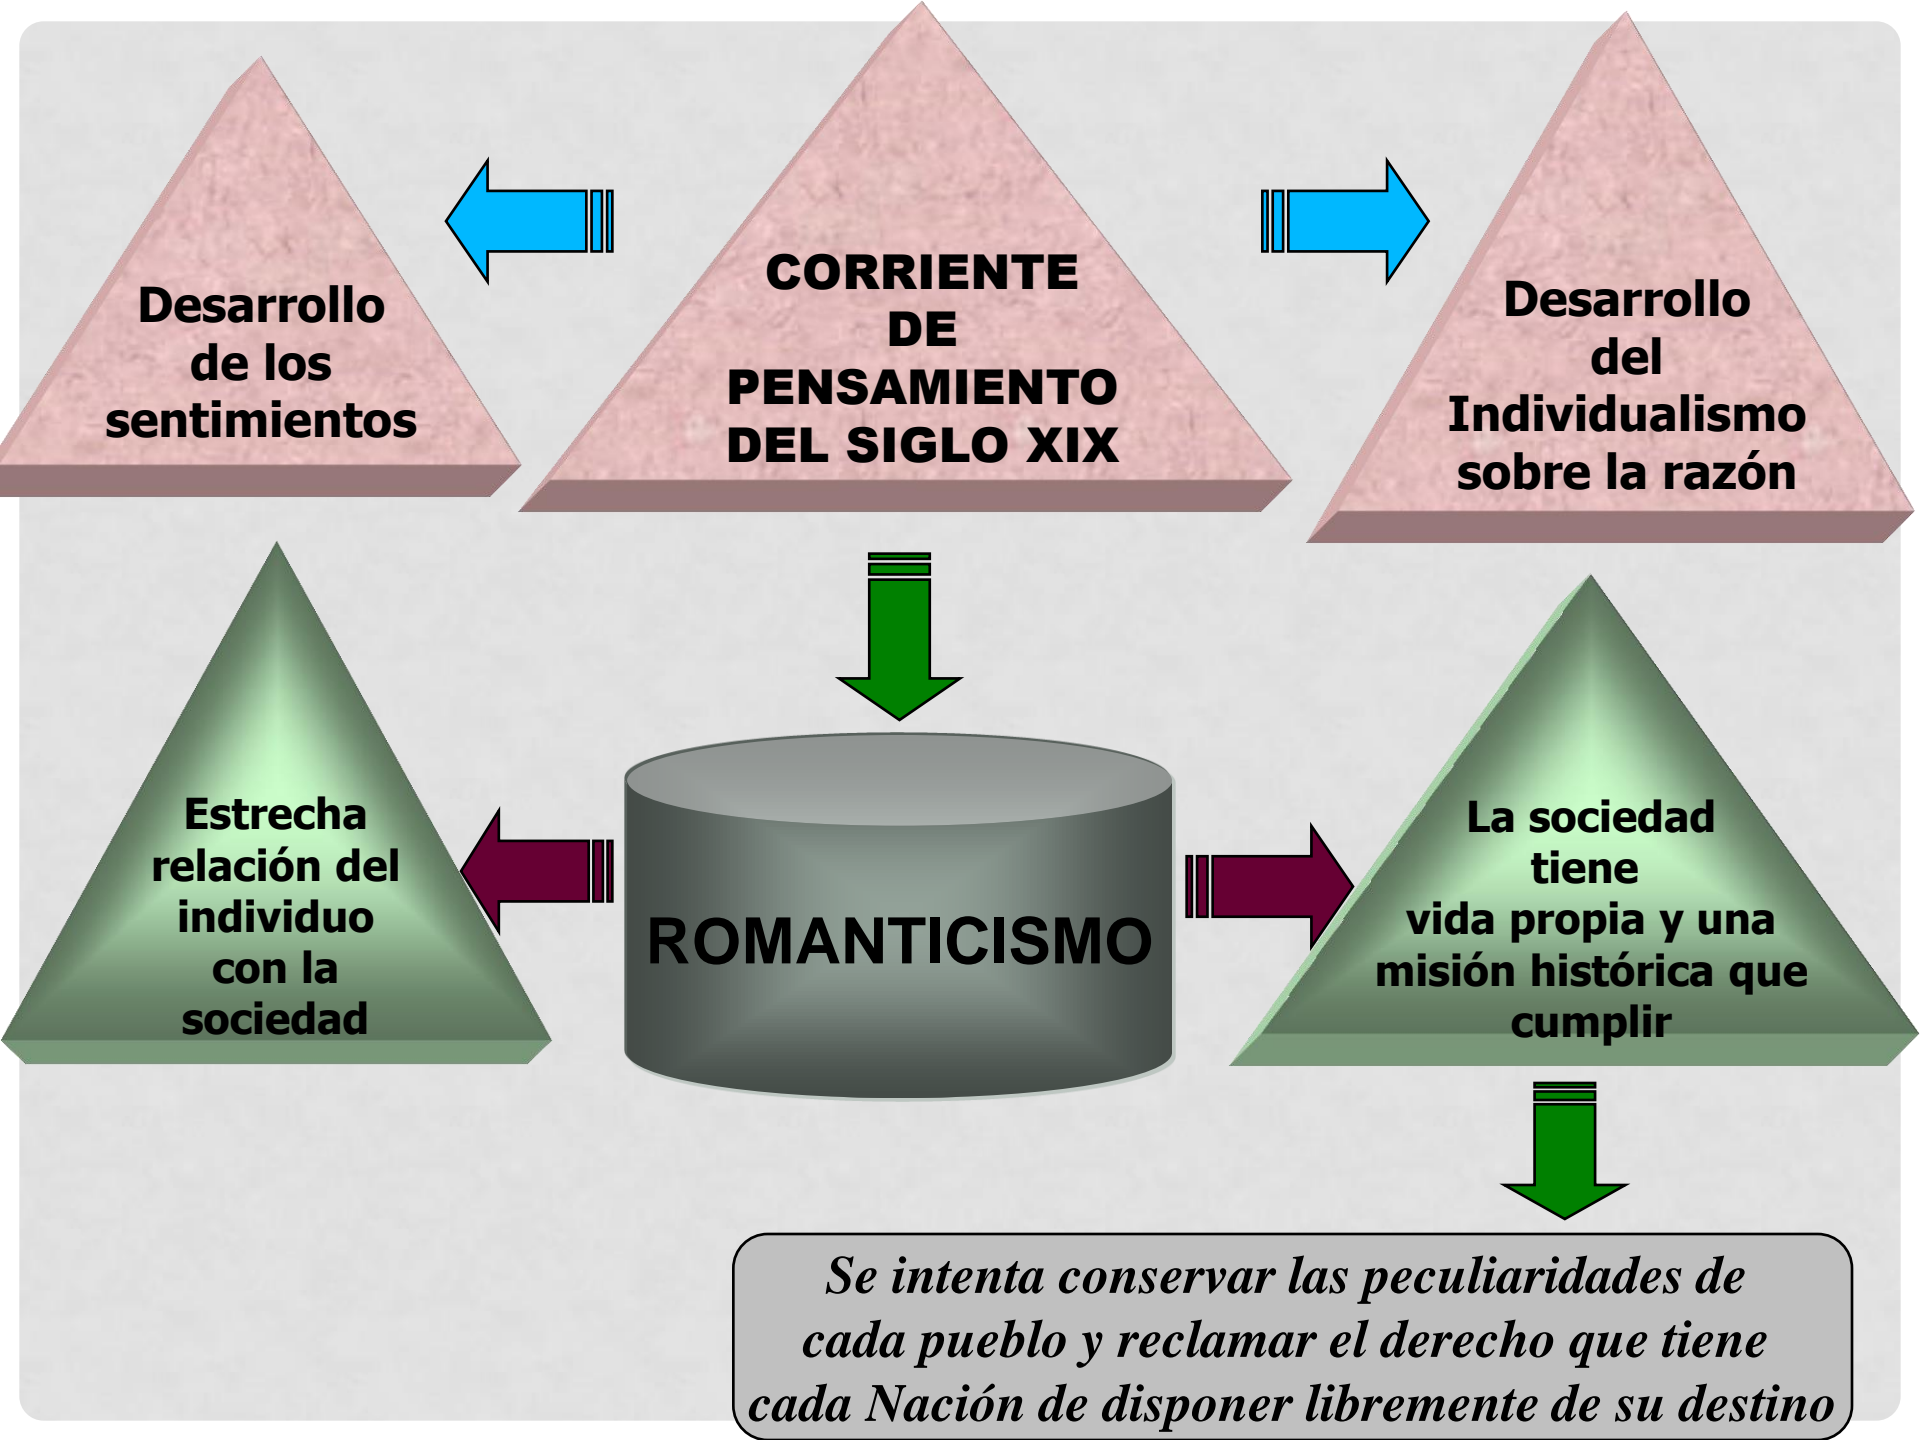 Desarrollo
de los
sentimientos
CORRIENTE
DE
PENSAMIENTO
DEL SIGLO XIX
Desarrollo
del
Individualismo
sobre la razón
Estrecha
relación del
individuo
con la
sociedad
ROMANTICISMO
La sociedad
tiene
vida propia y una
misión histórica que
cumplir
Se intenta conservar las peculiaridades de
cada pueblo y reclamar el derecho que tiene
cada Nación de disponer libremente de su destino